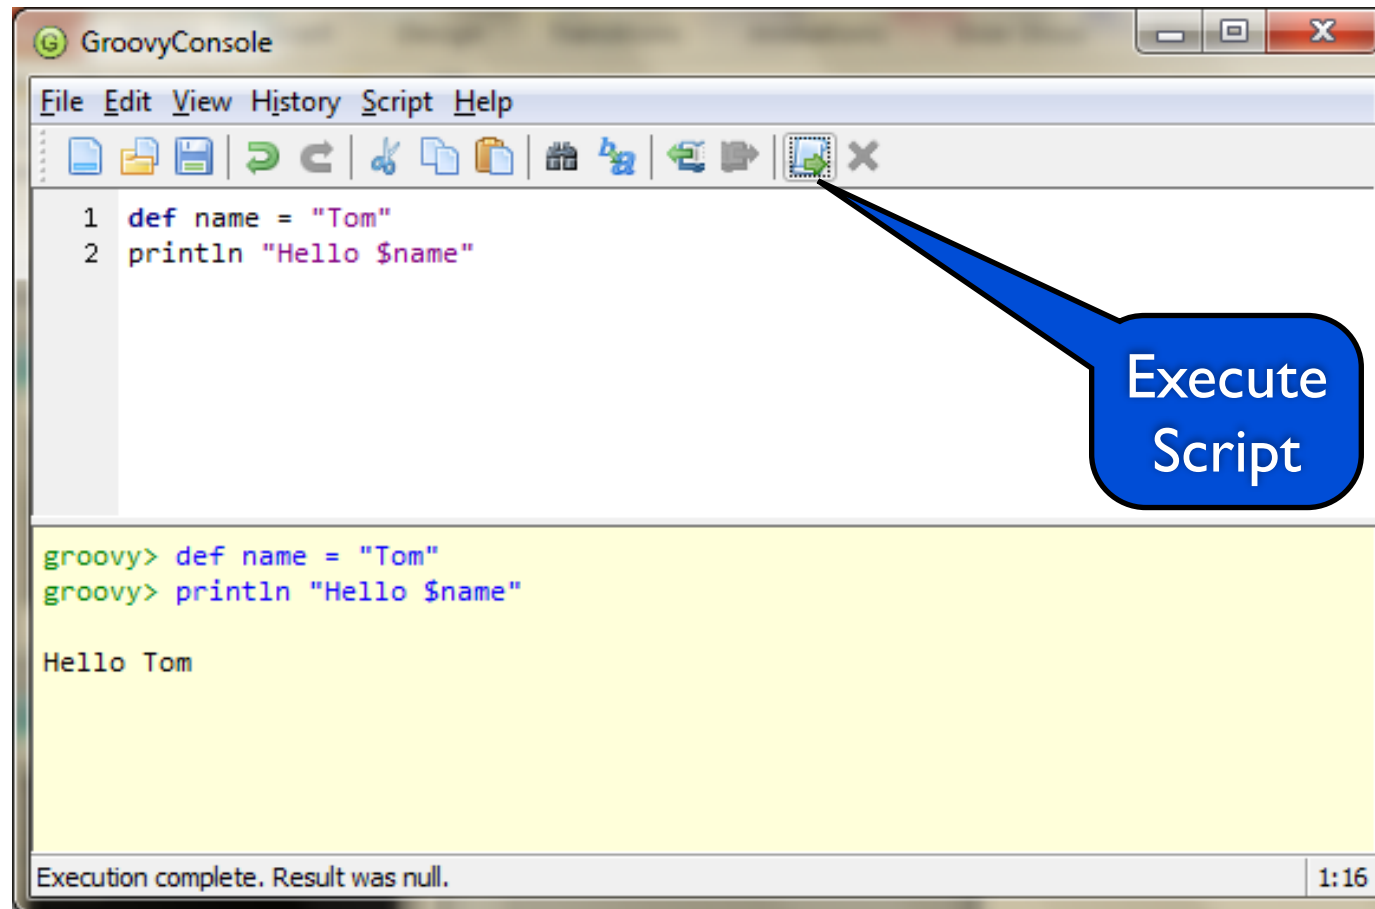 GroovyConsole
File Edit View History Script Help
1 def name = "Tom"
2 println "Hello $name"
Execute
Script
groovy> def name = "Tom"
groovy> println "Hello $name"
Hello Tom
Execution complete. Result was null.
1:16